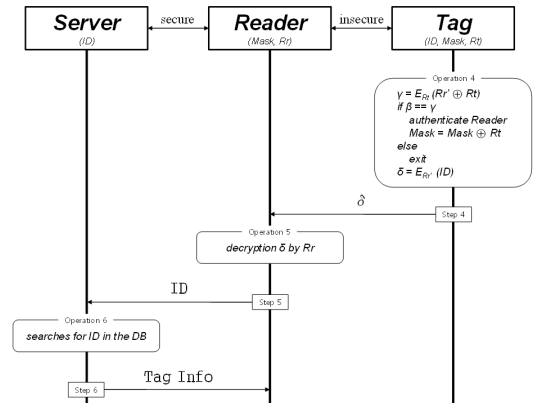 Server
(ID)
secure
Reader
(Mask, Rr)
insecure
Tag
(ID, Mask, Rt)
Operation 4
γ = E_Rt (Rr' ⊕ Rt)
if β == γ
authenticate Reader
Mask = Mask ⊕ Rt
else
exit
δ = E_Rr' (ID)
δ
Step 4
Operation 5
decryption δ by Rr
ID
Step 5
Operation 6
searches for ID in the DB
Step 6
Tag Info